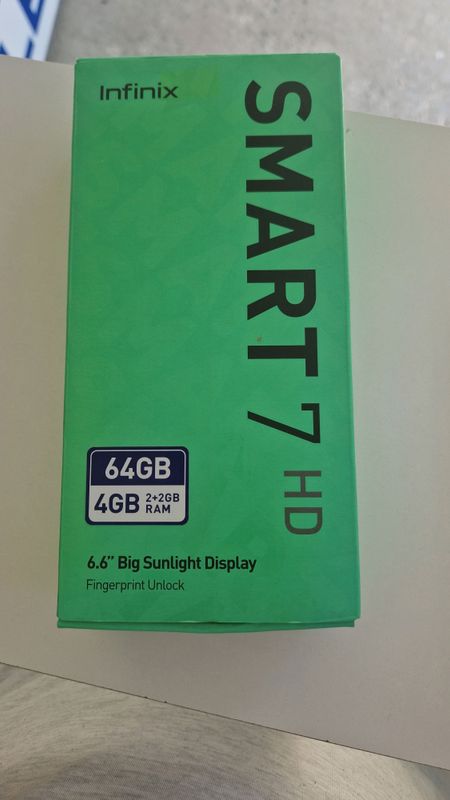 Infinix
SMART 7 HD
64GB
4GB 2+2GB RAM
6.6” Big Sunlight Display
Fingerprint Unlock